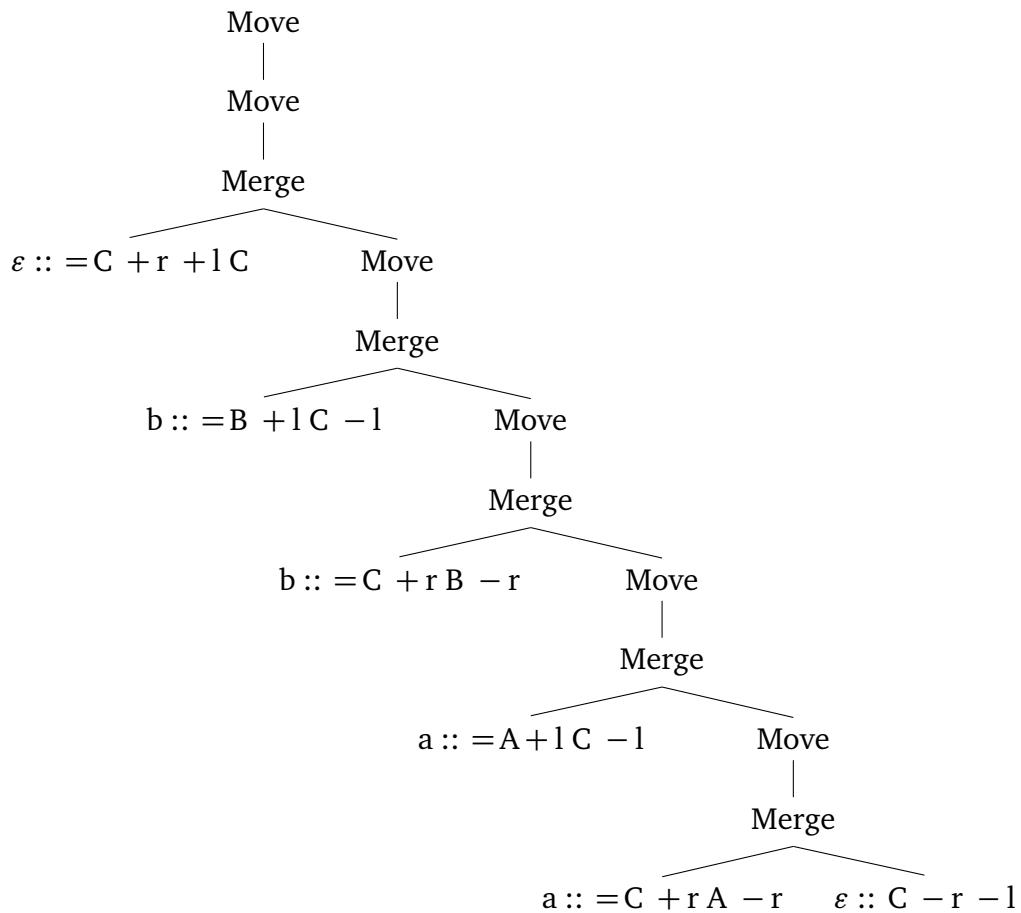 Move
Move
Merge
ε :: =C +r +l C Move
Merge
b :: =B +l C −l Move
Merge
b :: =C +r B −r Move
Merge
a :: =A+l C −l Move
Merge
a :: =C +r A −r ε :: C −r −l